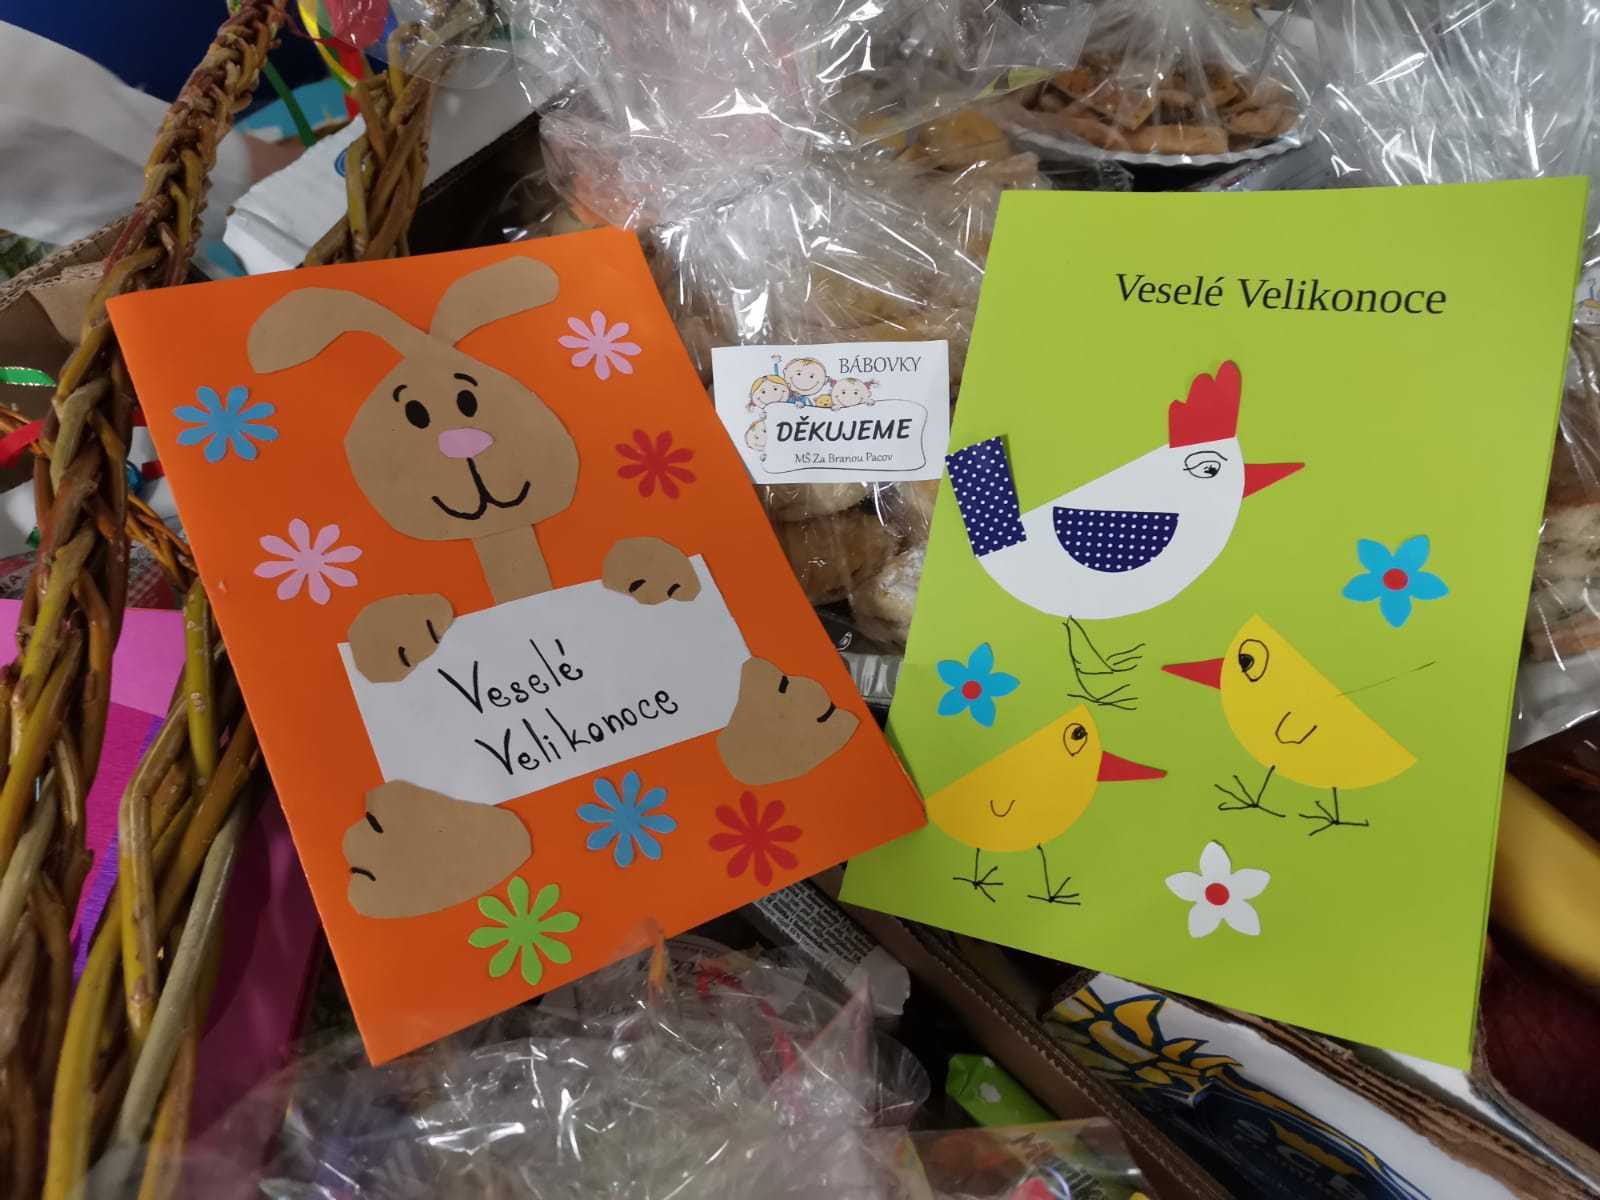 Veselé
Velikonoce
BÁBOVKY
DĚKUJEME
MŠ Za Branou Pacov
Veselé Velikonoce